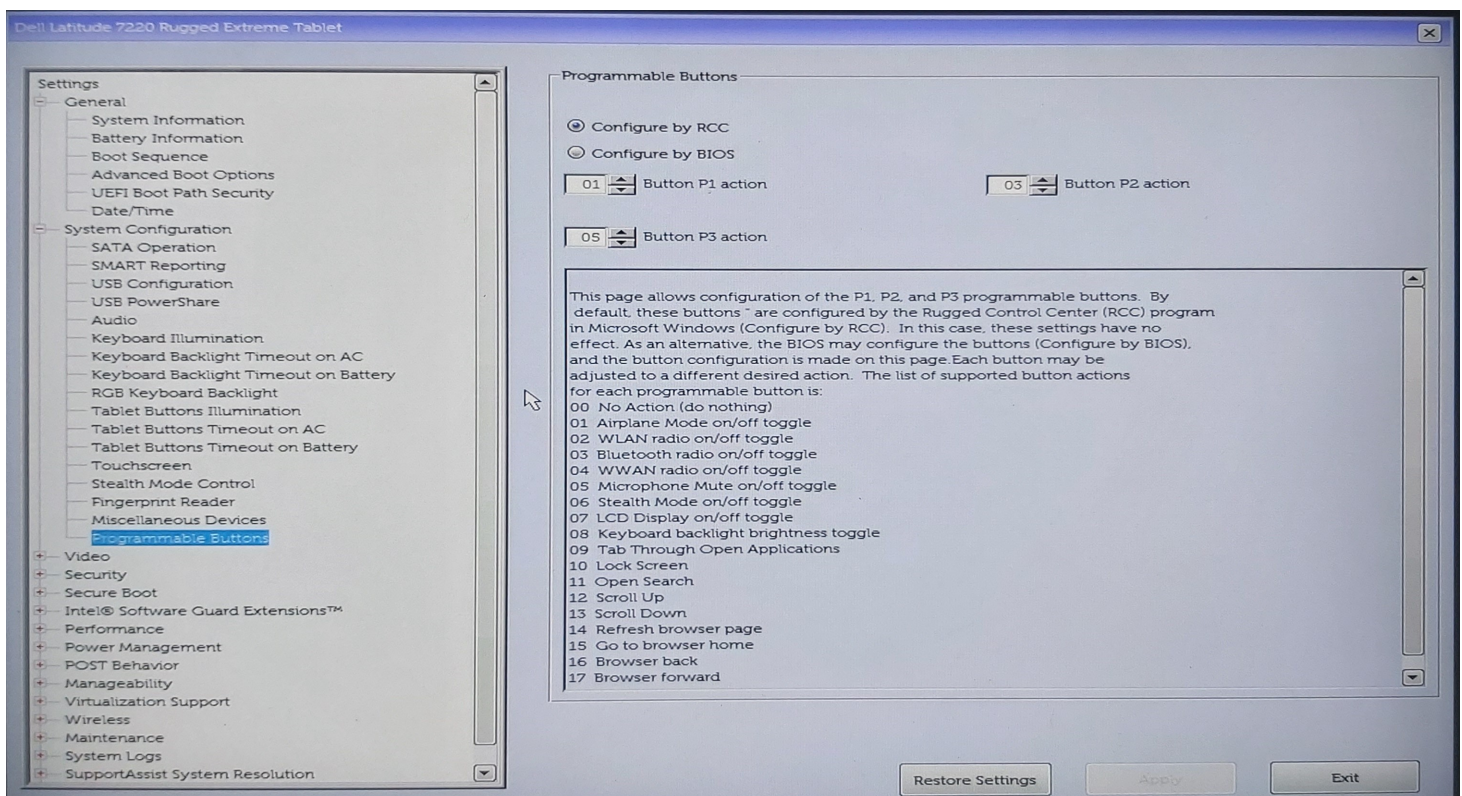 Dell Latitude 7220 Rugged Extreme Tablet
Settings
General
System Information
Battery Information
Boot Sequence
Advanced Boot Options
UEFI Boot Path Security
Date/Time
System Configuration
SATA Operation
SMART Reporting
USB Configuration
USB PowerShare
Audio
Keyboard Illumination
Keyboard Backlight Timeout on AC
Keyboard Backlight Timeout on Battery
RGB Keyboard Backlight
Tablet Buttons Illumination
Tablet Buttons Timeout on AC
Tablet Buttons Timeout on Battery
Touchscreen
Stealth Mode Control
Fingerprint Reader
Miscellaneous Devices
Programmable Buttons
Video
Security
Secure Boot
Intel® Software Guard Extensions™
Performance
Power Management
POST Behavior
Manageability
Virtualization Support
Wireless
Maintenance
System Logs
SupportAssist System Resolution
Programmable Buttons
Configure by RCC
Configure by BIOS
01 Button P1 action
03 Button P2 action
05 Button P3 action
This page allows configuration of the P1, P2, and P3 programmable buttons. By
default, these buttons " are configured by the Rugged Control Center (RCC) program
in Microsoft Windows (Configure by RCC). In this case, these settings have no
effect. As an alternative, the BIOS may configure the buttons (Configure by BIOS),
and the button configuration is made on this page.Each button may be
adjusted to a different desired action. The list of supported button actions
for each programmable button is:
00 No Action (do nothing)
01 Airplane Mode on/off toggle
02 WLAN radio on/off toggle
03 Bluetooth radio on/off toggle
04 WWAN radio on/off toggle
05 Microphone Mute on/off toggle
06 Stealth Mode on/off toggle
07 LCD Display on/off toggle
08 Keyboard backlight brightness toggle
09 Tab Through Open Applications
10 Lock Screen
11 Open Search
12 Scroll Up
13 Scroll Down
14 Refresh browser page
15 Go to browser home
16 Browser back
17 Browser forward
Restore Settings
Apply
Exit